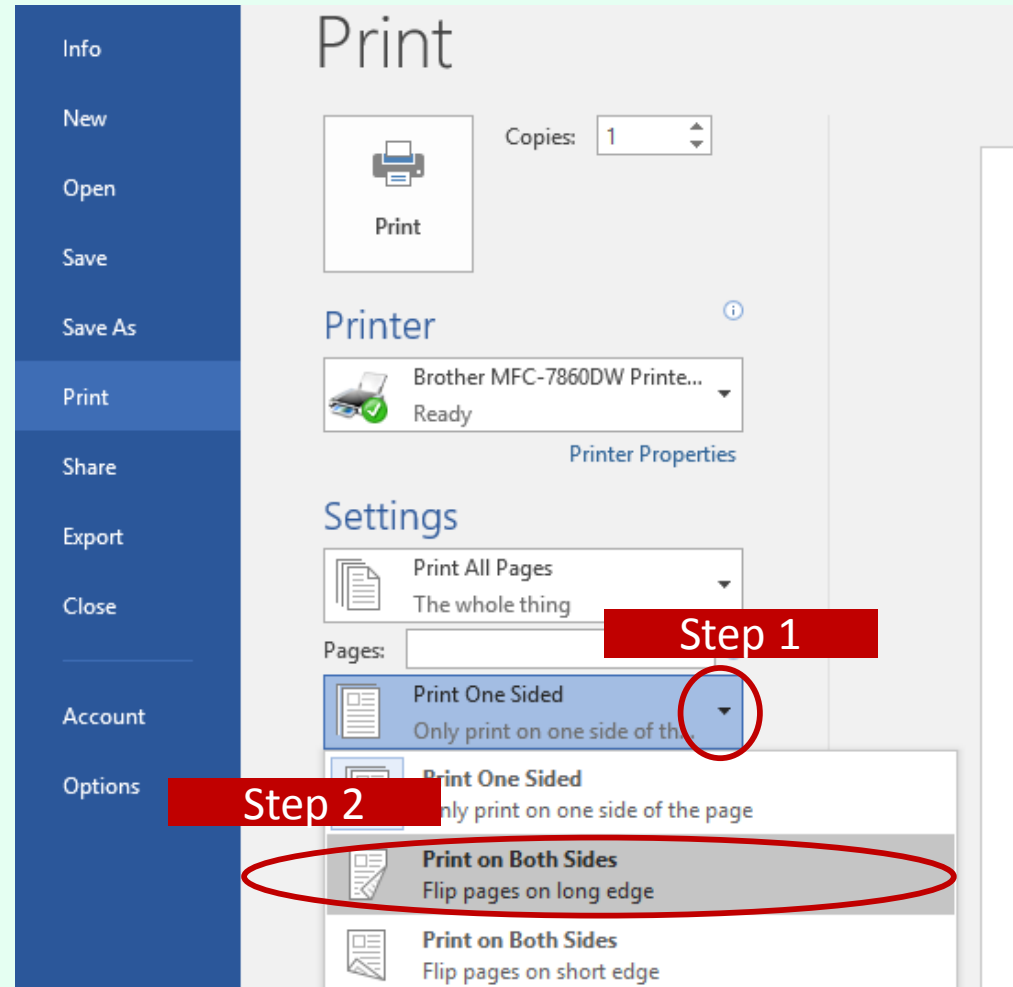 Print
Info
New
Open
Save
Save As
Print
Share
Export
Close
Account
Options
Copies: 1
Print
Printer
Brother MFC-7860DW Printe...
Ready
Printer Properties
Settings
Print All Pages
The whole thing
Pages:
Step 1
Print One Sided
Only print on one side of th...
Step 2
Print One Sided
nly print on one side of the page
Print on Both Sides
Flip pages on long edge
Print on Both Sides
Flip pages on short edge